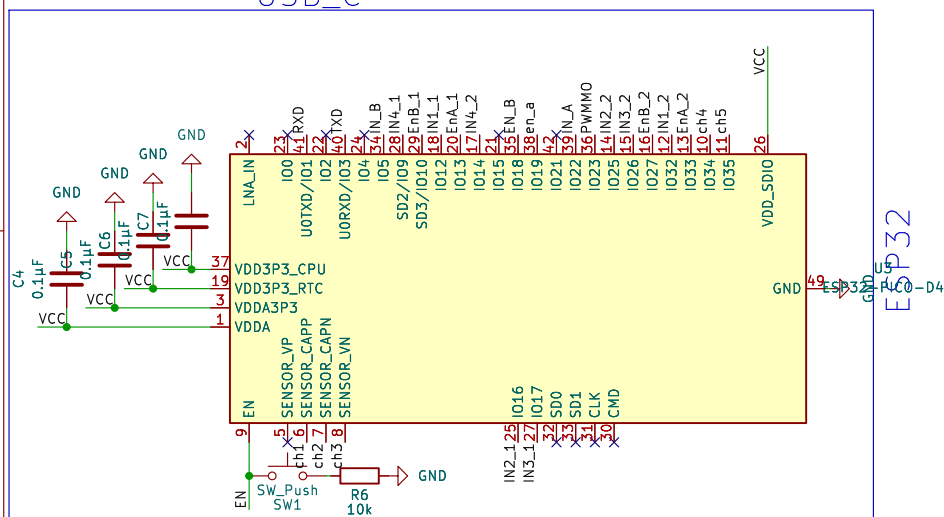 USB_C
VCC
RXD
TXD
IN_B
IN4_1
EnB_1
IN1_1
EnA_1
IN4_2
EN_B
en_a
IN_A
PWMMO
IN2_2
IN3_2
EnB_2
IN1_2
EnA_2
ch4
ch5
2
23
41
22
40
24
34
28
29
18
20
17
21
35
38
42
39
36
14
15
16
12
13
10
11
26
LNA_IN
IO0
U0TXD/IO1
IO2
U0RXD/IO3
IO4
IO5
SD2/IO9
SD3/IO10
IO12
IO13
IO14
IO15
IO18
IO19
IO21
IO22
IO23
IO25
IO26
IO27
IO32
IO33
IO34
IO35
VDD_SDIO
GND
GND
GND
GND
C4
0.1µF
C5
0.1µF
C6
0.1µF
C7
0.1µF
VCC 37 VDD3P3_CPU
VCC 19 VDD3P3_RTC
VCC 3 VDDA3P3
VCC 1 VDDA
GND 49
GND
U3
ESP32-PICO-D4
ESP32
EN
SENSOR_VP
SENSOR_CAPP
SENSOR_CAPN
SENSOR_VN
IO16
IO17
SD0
SD1
CLK
CMD
9
5
6
7
8
25
27
32
33
31
30
ch1
ch2
ch3
IN2_1
IN3_1
EN
SW_Push
SW1
R6
10k
GND